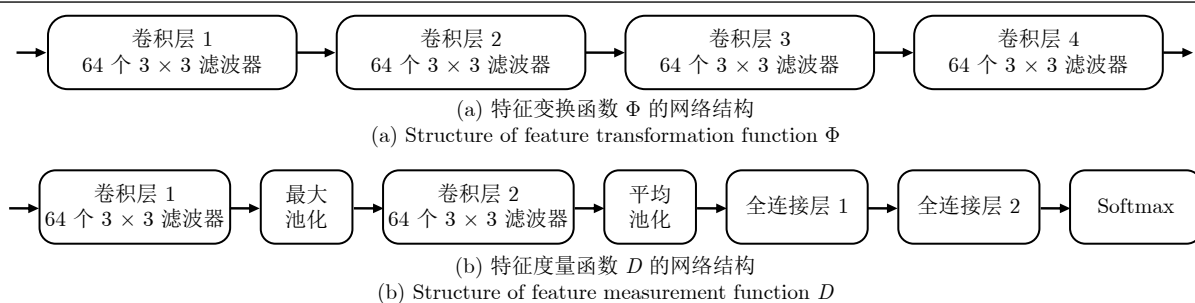 卷积层 1 卷积层 2 卷积层 3 卷积层 4
64 个 3 × 3 滤波器 64 个 3 × 3 滤波器 64 个 3 × 3 滤波器 64 个 3 × 3 滤波器
(a) 特征变换函数 Φ 的网络结构
(a) Structure of feature transformation function Φ
卷积层 1
64 个 3 × 3 滤波器
最大
池化
卷积层 2
64 个 3 × 3 滤波器
平均
池化
全连接层 1
全连接层 2
Softmax
(b) 特征度量函数 D 的网络结构
(b) Structure of feature measurement function D